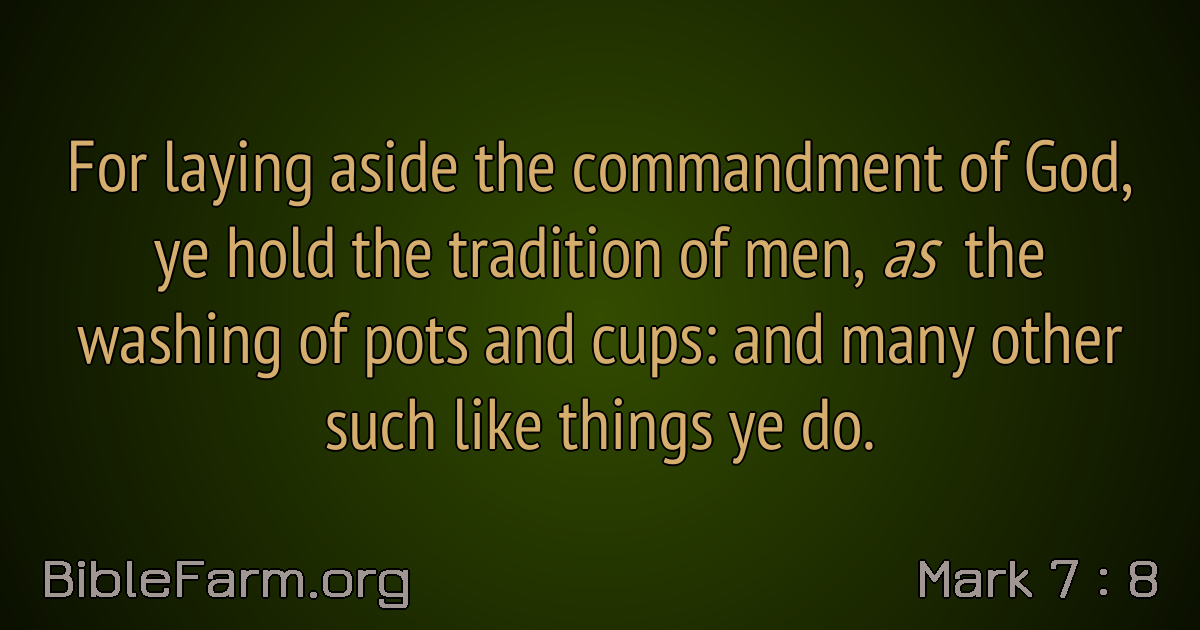 For laying aside the commandment of God,
ye hold the tradition of men, as the
washing of pots and cups: and many other
such like things ye do.
BibleFarm.org
Mark 7 : 8